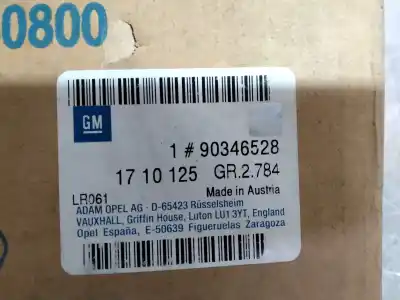 0800
GM
1 # 90346528
17 10 125 GR.2.784
LR061
Made in Austria
ADAM OPEL AG · D-65423 Rüsselsheim
VAUXHALL, Griffin House, Luton LU1 3YT, England
Opel España, E-50639 Figueruelas Zaragoza